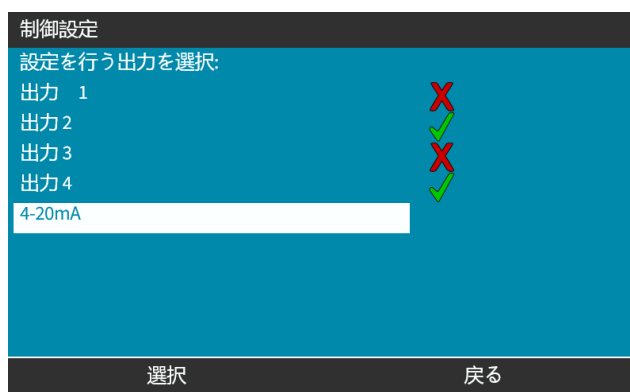 制御設定
設定を行う出力を選択:
出力　1
出力 2
出力 3
出力 4
4-20mA
選択 戻る